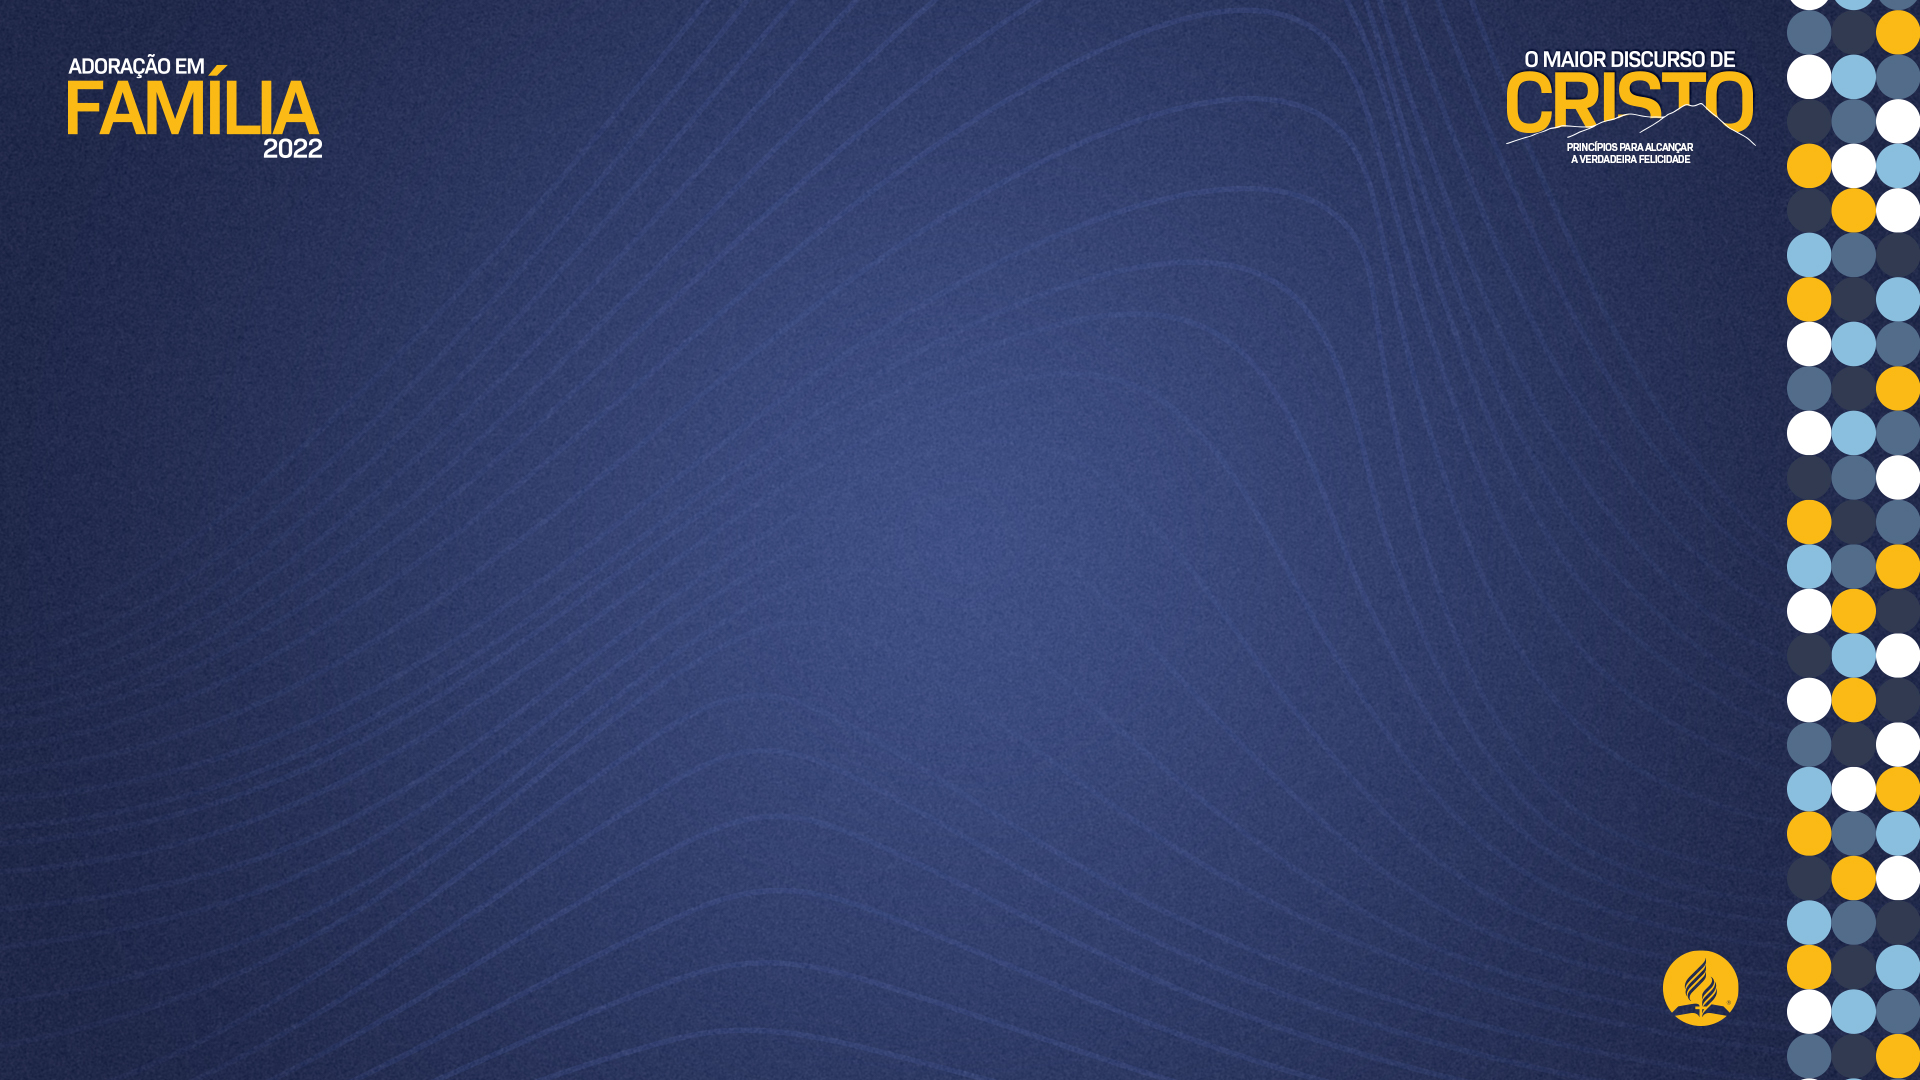 ADORAÇÃO EM
FAMÍLIA
2022
O MAIOR DISCURSO DE
CRISTO
PRINCÍPIOS PARA ALCANÇAR
A VERDADEIRA FELICIDADE